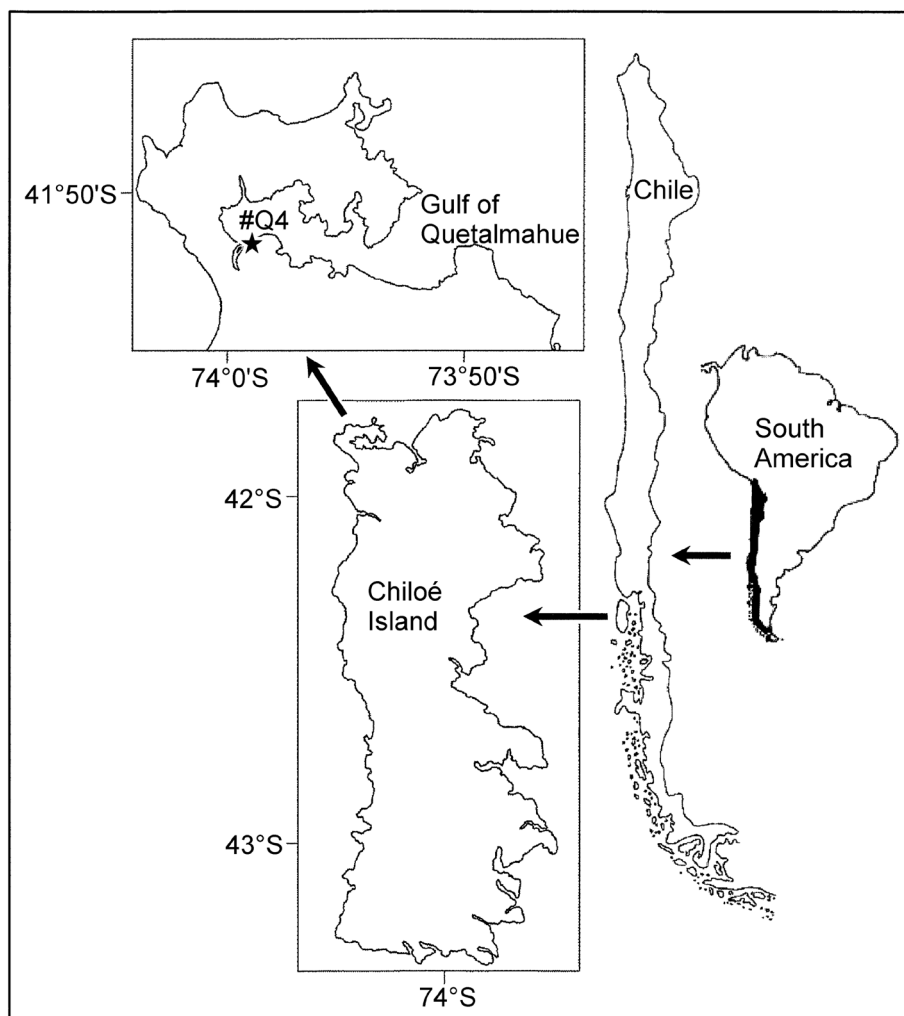 41°50'S
#Q4
Gulf of
Quetalmahue
74°0'S
73°50'S
Chile
South
America
42°S
Chiloé
Island
43°S
74°S